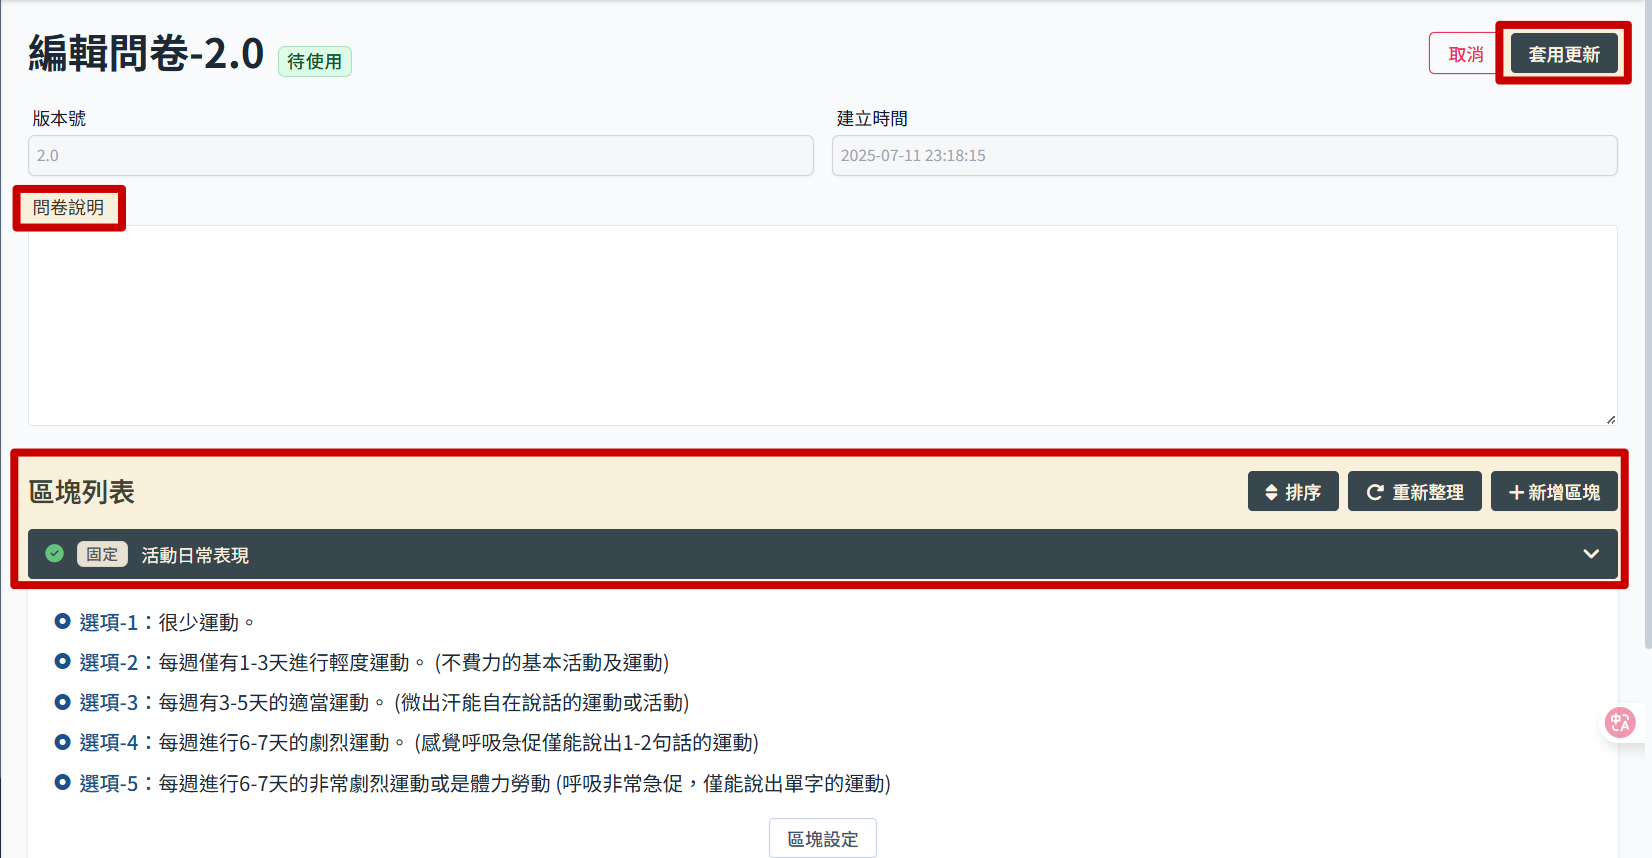 編輯問卷-2.0 待使用 取消 套用更新
版本號 建立時間
2.0 2025-07-11 23:18:15
問卷說明
區塊列表 排序 重新整理 +新增區塊
固定 活動日常表現
選項-1：很少運動。
選項-2：每週僅有1-3天進行輕度運動。 (不費力的基本活動及運動)
選項-3：每週有3-5天的適當運動。 (微出汗能自在說話的運動或活動)
選項-4：每週進行6-7天的劇烈運動。 (感覺呼吸急促僅能說出1-2句話的運動)
選項-5：每週進行6-7天的非常劇烈運動或是體力勞動 (呼吸非常急促，僅能說出單字的運動)
中A
區塊設定